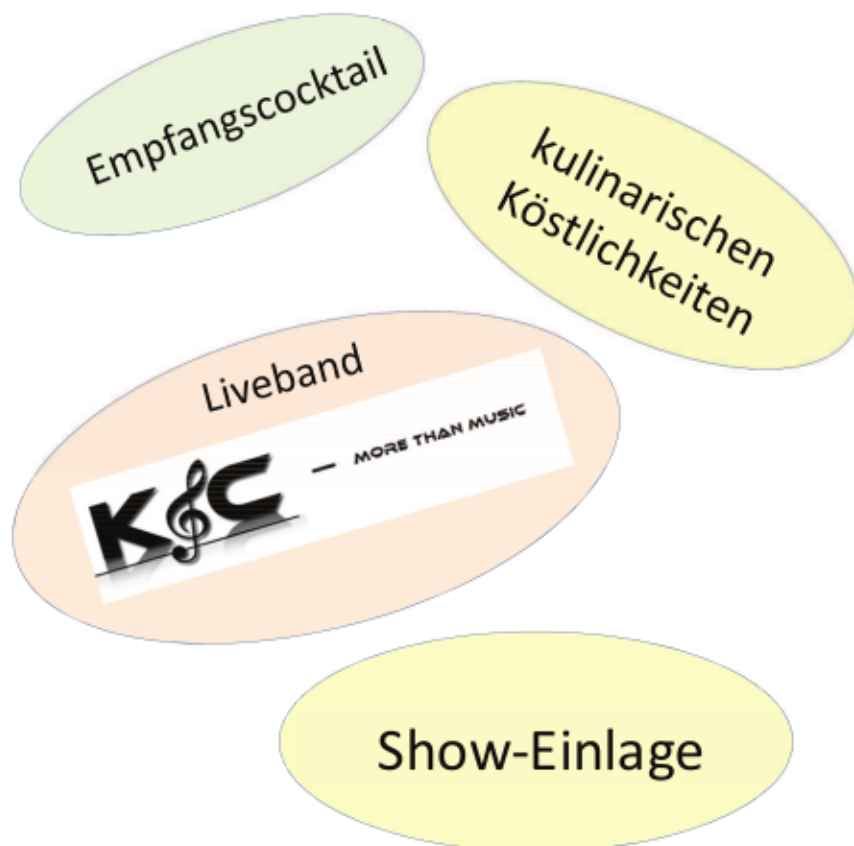 Empfangscocktail
kulinarischen
Köstlichkeiten
Liveband
K&C – MORE THAN MUSIC
Show-Einlage